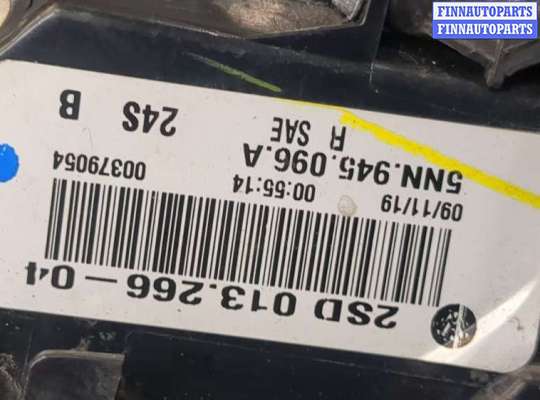 FINNAUTOPARTS
FINNAUTOPARTS
2SD 013.266-04
09/11/19 00:55:14 00379054
5NN.945.096.A
R SAE
24S B